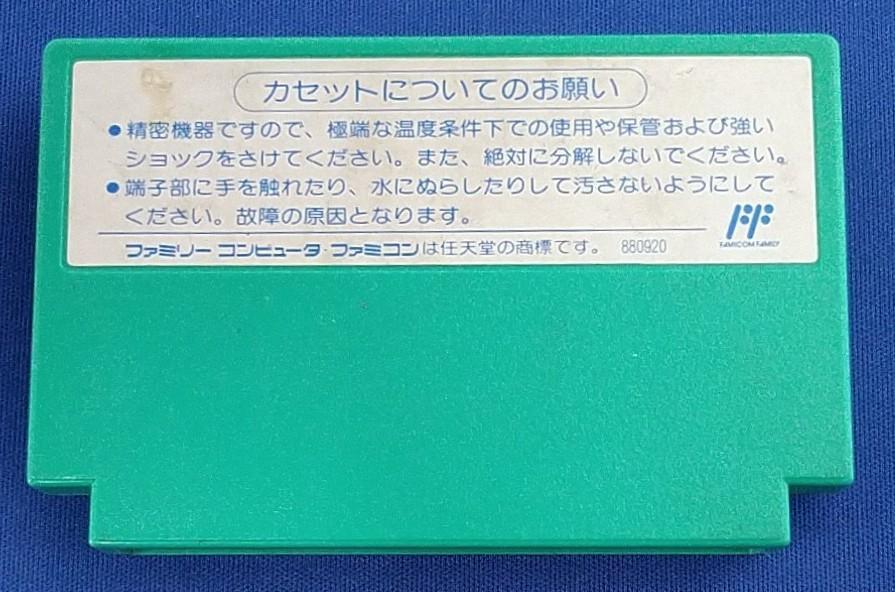 カセットについてのお願い
●精密機器ですので、極端な温度条件下での使用や保管および強い
ショックをさけてください。また、絶対に分解しないでください。
●端子部に手を触れたり、水にぬらしたりして汚さないようにして
ください。故障の原因となります。
FF
FAMICOM FAMILY
ファミリー コンピュータ・ファミコンは任天堂の商標です。 880920